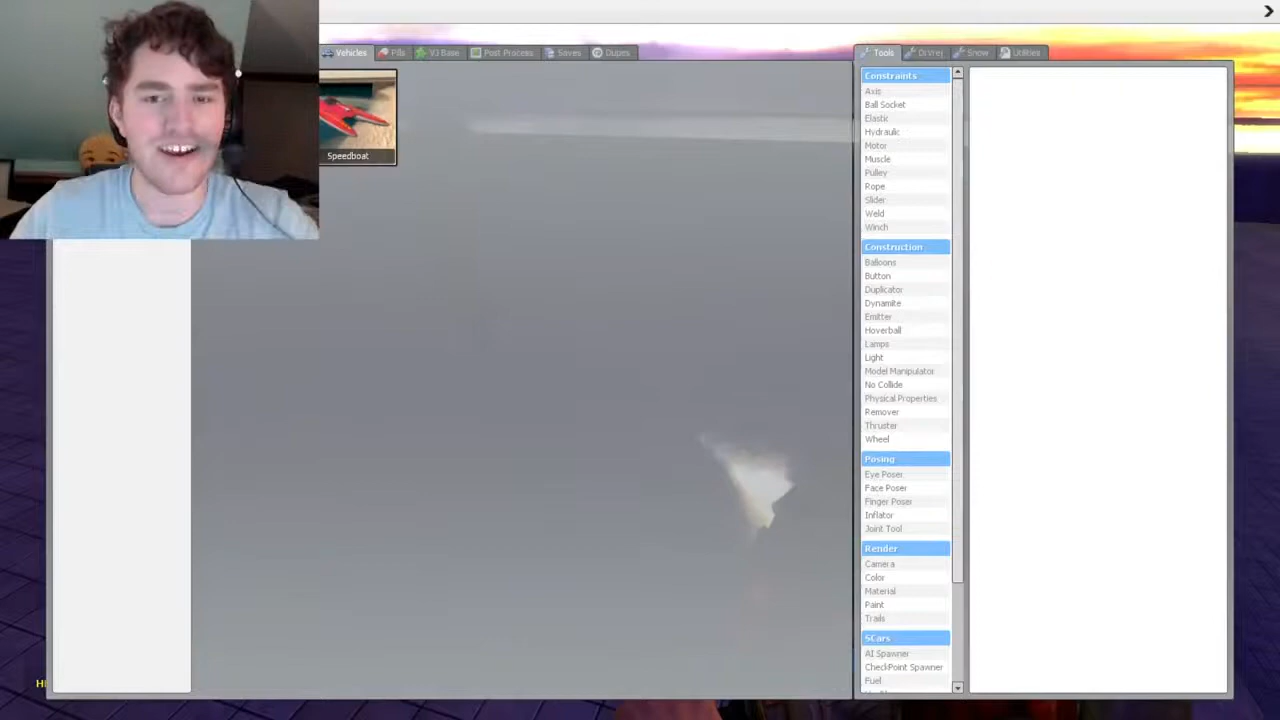 Vehicles
Pills
VJ Base
Post Process
Saves
Dupes
Tools
DiVrej
Snow
Utilities
Speedboat
Constraints
Axis
Ball Socket
Elastic
Hydraulic
Motor
Muscle
Pulley
Rope
Slider
Weld
Winch
Construction
Balloons
Button
Duplicator
Dynamite
Emitter
Hoverball
Lamps
Light
Model Manipulator
No Collide
Physical Properties
Remover
Thruster
Wheel
Posing
Eye Poser
Face Poser
Finger Poser
Inflator
Joint Tool
Render
Camera
Color
Material
Paint
Trails
SCars
AI Spawner
CheckPoint Spawner
Fuel